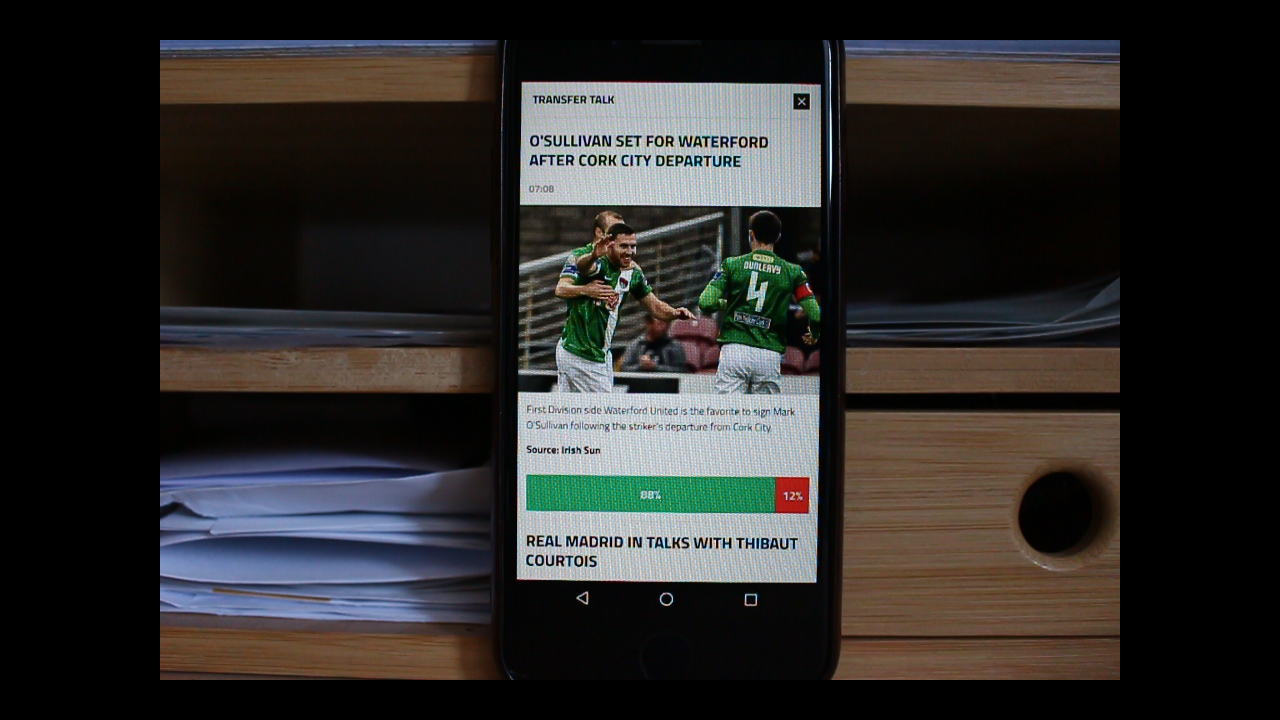 TRANSFER TALK
O'SULLIVAN SET FOR WATERFORD
AFTER CORK CITY DEPARTURE
07:08
DUNLEAVY
4
First Division side Waterford United is the favorite to sign Mark
O'Sullivan following the striker's departure from Cork City.
Source: Irish Sun
88%
12%
REAL MADRID IN TALKS WITH THIBAUT
COURTOIS